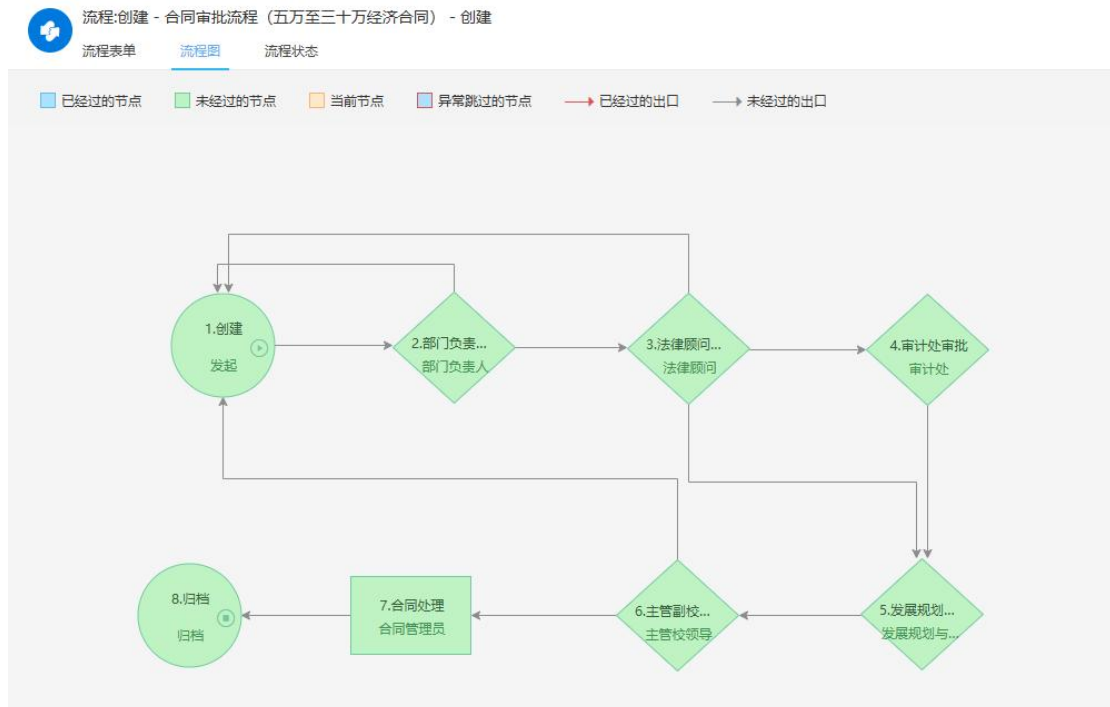 流程:创建 - 合同审批流程（五万至三十万经济合同） - 创建
流程表单 流程图 流程状态
已经过的节点 未经过的节点 当前节点 异常跳过的节点 已经过的出口 未经过的出口
1.创建
发起
2.部门负责...
部门负责人
3.法律顾问...
法律顾问
4.审计处审批
审计处
8.归档
归档
7.合同处理
合同管理员
6.主管副校...
主管校领导
5.发展规划...
发展规划与...